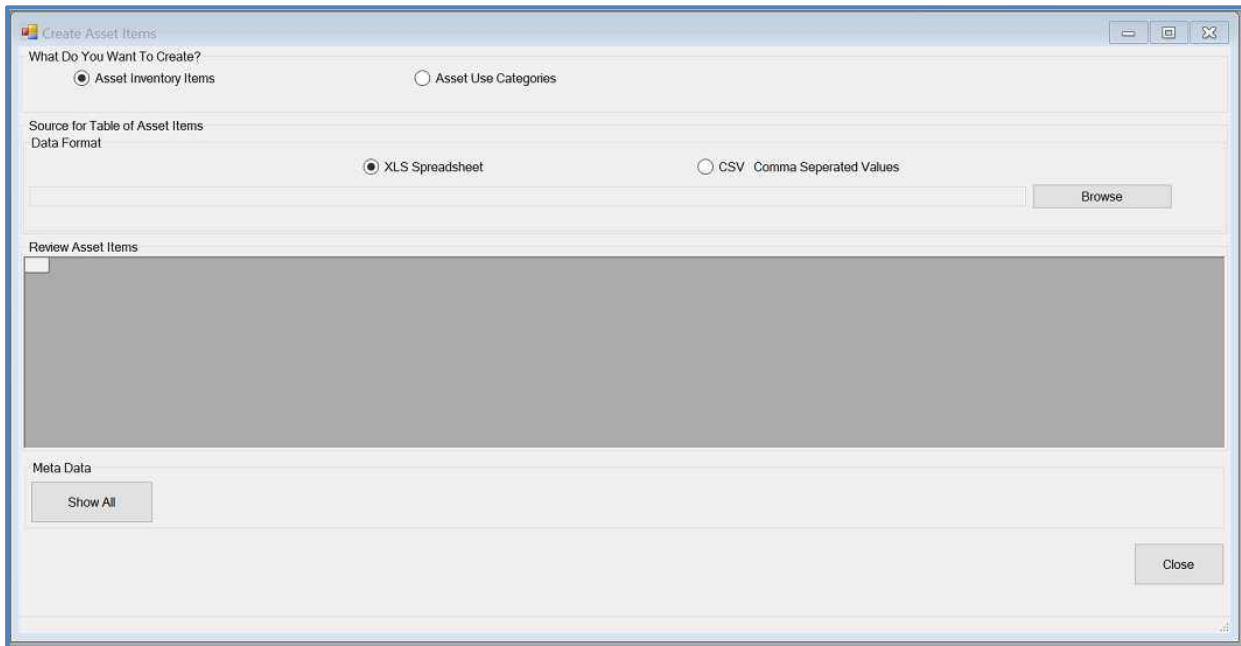 Create Asset Items
What Do You Want To Create?
Asset Inventory Items Asset Use Categories
Source for Table of Asset Items
Data Format
XLS Spreadsheet CSV Comma Seperated Values
Browse
Review Asset Items
Meta Data
Show All
Close